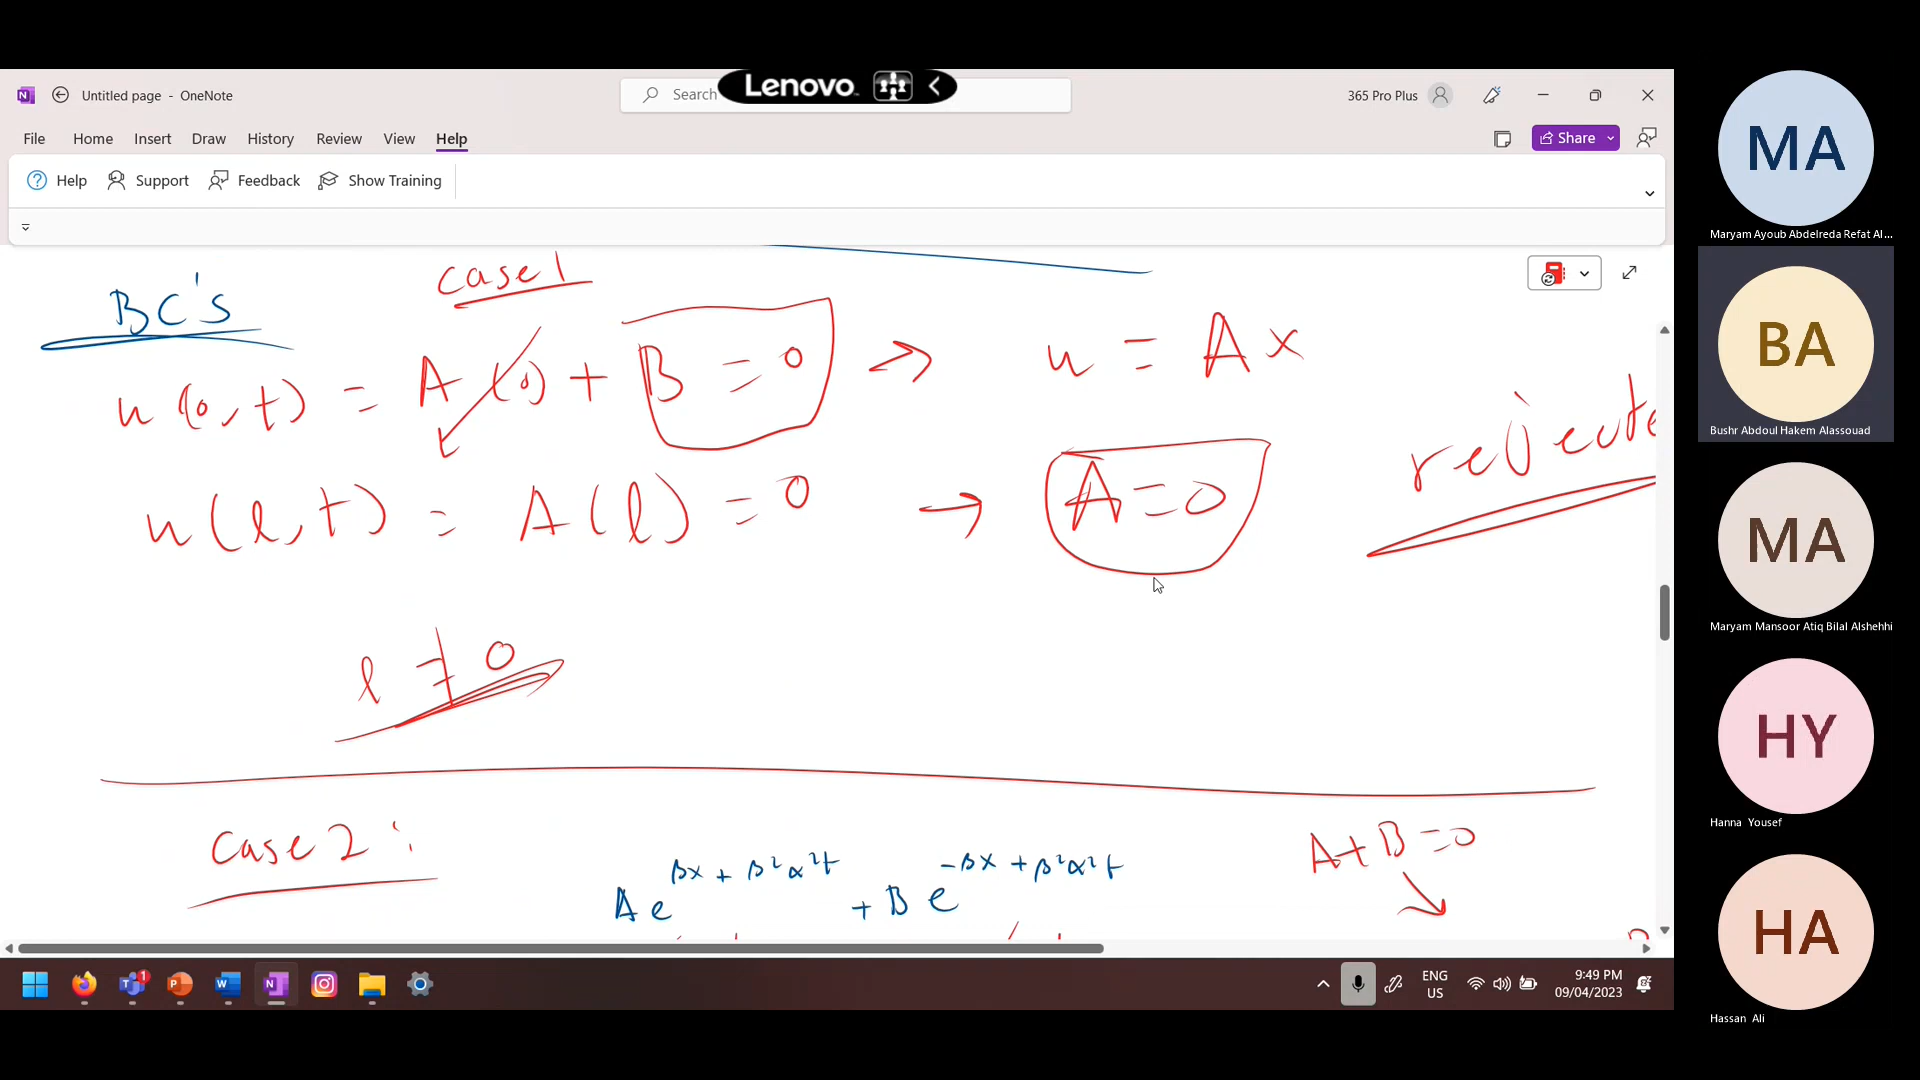 Lenovo
Untitled page - OneNote
Search
365 Pro Plus
File Home Insert Draw History Review View Help
Share
Help Support Feedback Show Training
BC's
case 1
u(0,t) = A(0) + B = 0 → u = Ax
u(l,t) = A(l) = 0 → A = 0
l ≠ 0
Case 2:
A+B=0
A e^{βx + β²α²t} + B e^{-βx + β²α²t}
ENG
US
9:49 PM
09/04/2023
MA
Maryam Ayoub Abdelreda Refat Al...
BA
Bushr Abdoul Hakem Alassouad
MA
Maryam Mansoor Atiq Bilal Alshehhi
HY
Hanna Yousef
HA
Hassan Ali